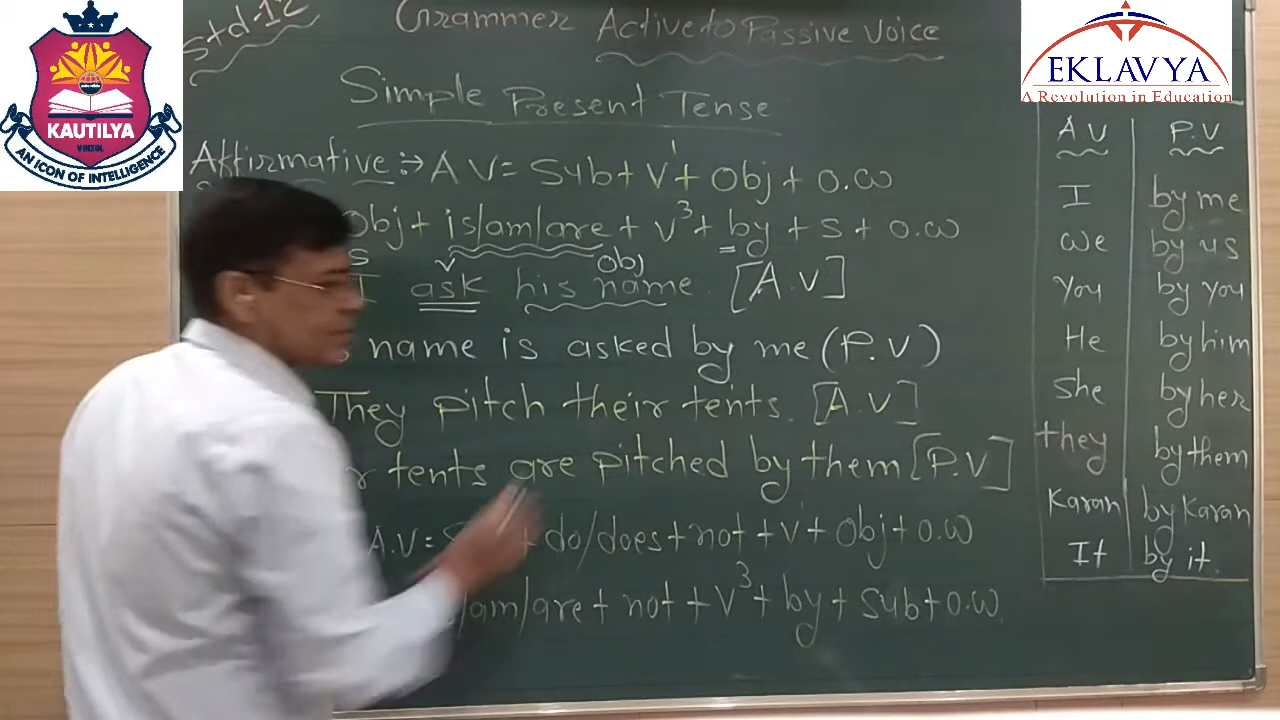 KAUTILYA
VIRTUL
AN ICON OF INTELLIGENCE
EKLAVYA
A Revolution in Education
Std-12
Grammer Active to Passive Voice
Simple Present Tense
Affirmative :→ A V = Sub + V¹ + Obj + O.W
Obj + is/am/are + V³ + by + S + O.W
S V Obj
I ask his name [A.V]
name is asked by me (P.V)
They pitch their tents. [A.V]
tents are pitched by them [P.V]
A.V = + do/does + not + V¹ + Obj + O.W
/am/are + not + V³ + by + Sub + O.W
A V P.V
I by me
We by us
You by you
He by him
She by her
they by them
Karan by Karan
It by it.